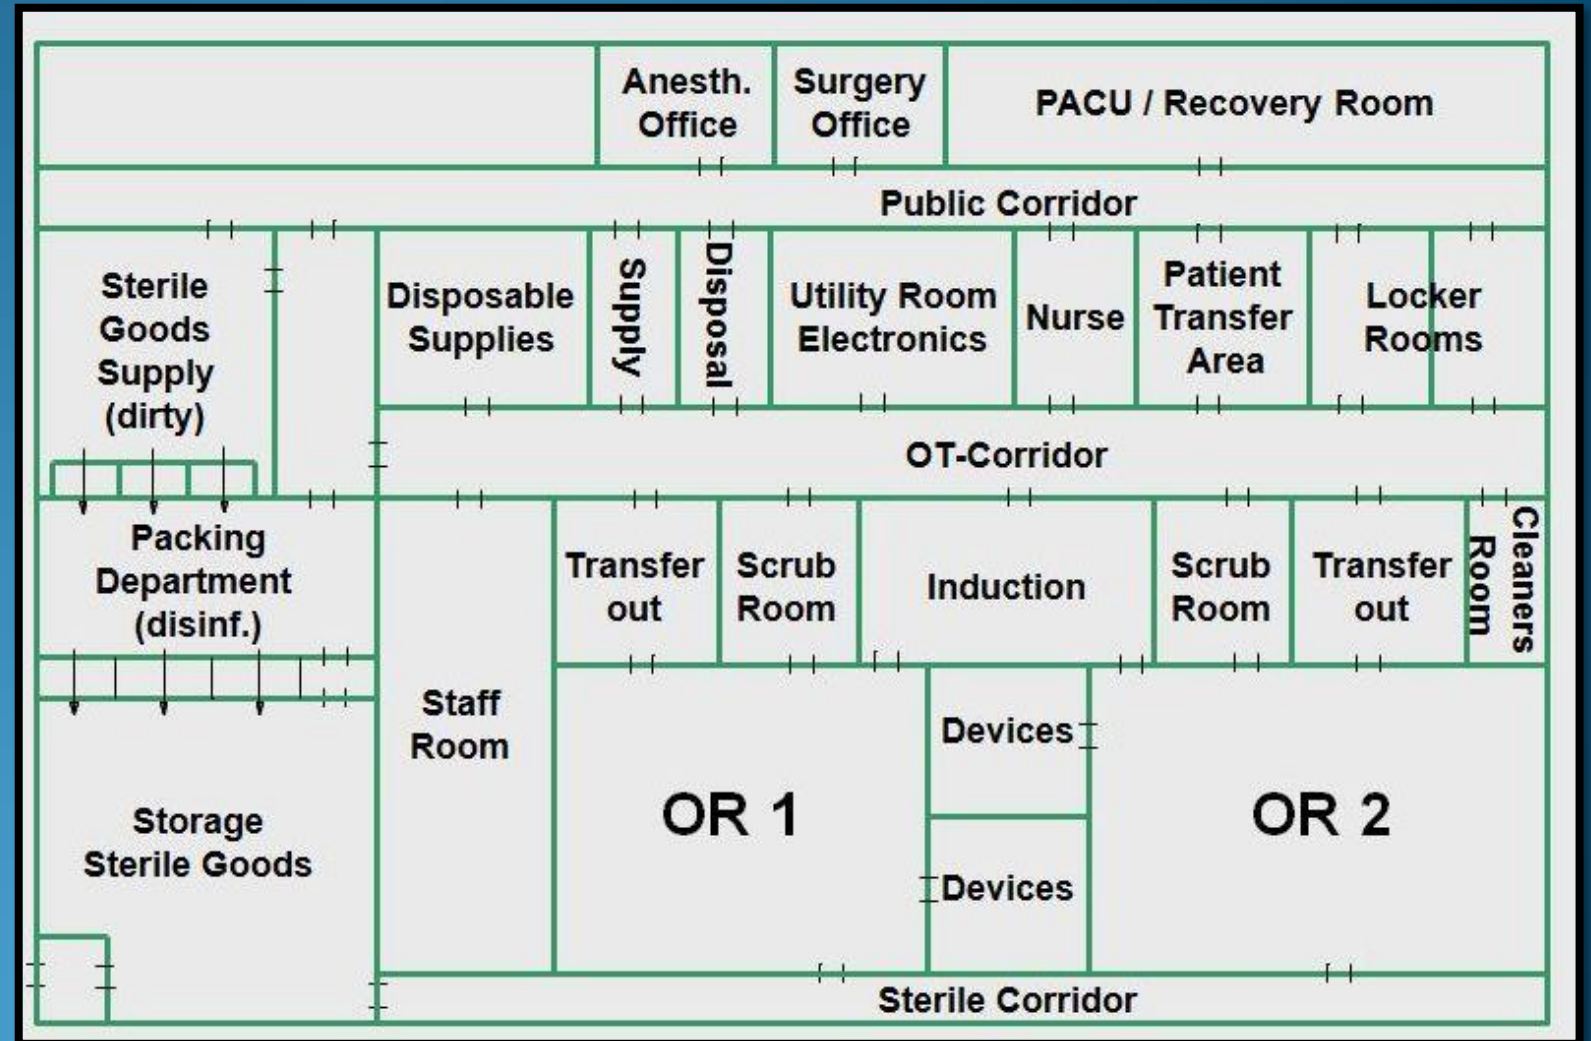 Anesth.
Office
Surgery
Office
PACU / Recovery Room
Public Corridor
Sterile
Goods
Supply
(dirty)
Disposable
Supplies
Supply
Disposal
Utility Room
Electronics
Nurse
Patient
Transfer
Area
Locker
Rooms
OT-Corridor
Packing
Department
(disinf.)
Transfer
out
Scrub
Room
Induction
Scrub
Room
Transfer
out
Cleaners
Room
Staff
Room
Devices
OR 1
OR 2
Storage
Sterile Goods
Devices
Sterile Corridor